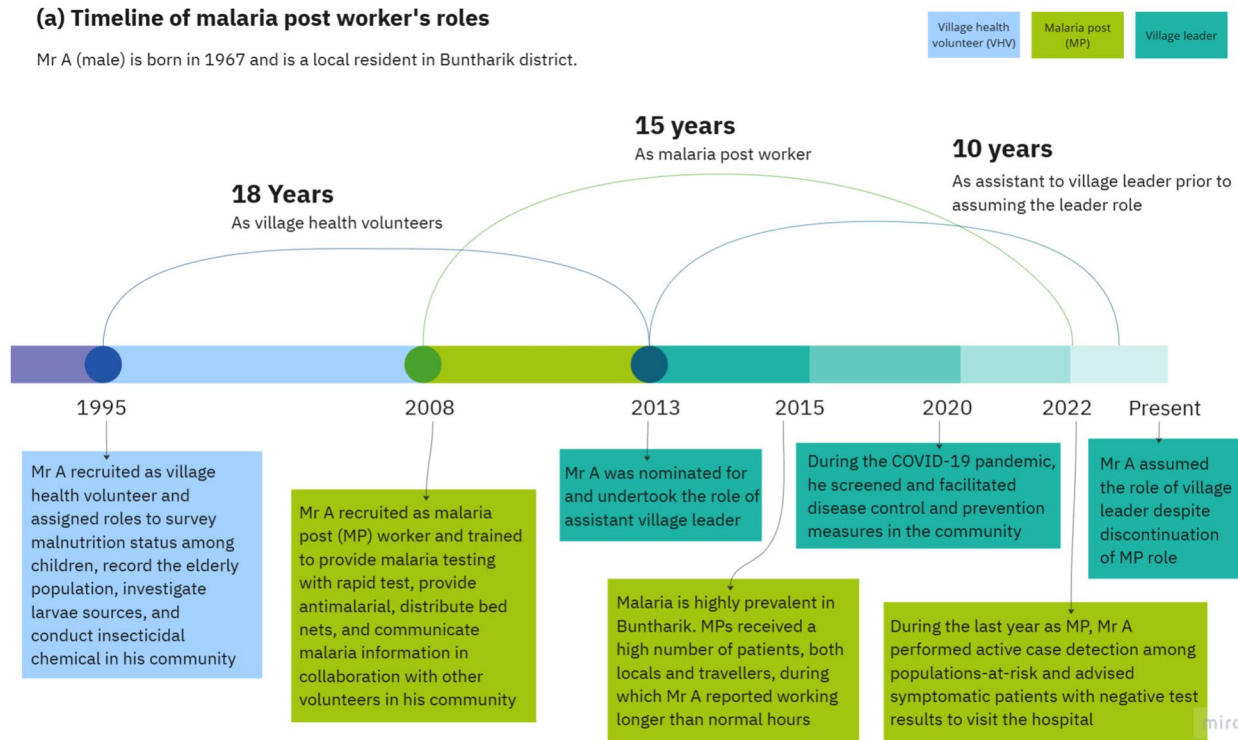 (a) Timeline of malaria post worker's roles
Mr A (male) is born in 1967 and is a local resident in Buntharik district.
Village health
volunteer (VHV)
Malaria post
(MP)
Village leader
18 Years
As village health volunteers
15 years
As malaria post worker
10 years
As assistant to village leader prior to
assuming the leader role
1995
2008
2013
2015
2020
2022
Present
Mr A recruited as village
health volunteer and
assigned roles to survey
malnutrition status among
children, record the elderly
population, investigate
larvae sources, and
conduct insecticidal
chemical in his community
Mr A recruited as malaria
post (MP) worker and trained
to provide malaria testing
with rapid test, provide
antimalarial, distribute bed
nets, and communicate
malaria information in
collaboration with other
volunteers in his community
Mr A was nominated for
and undertook the role of
assistant village leader
Malaria is highly prevalent in
Buntharik. MPs received a
high number of patients, both
locals and travellers, during
which Mr A reported working
longer than normal hours
During the COVID-19 pandemic,
he screened and facilitated
disease control and prevention
measures in the community
During the last year as MP, Mr A
performed active case detection among
populations-at-risk and advised
symptomatic patients with negative test
results to visit the hospital
Mr A assumed
the role of village
leader despite
discontinuation
of MP role